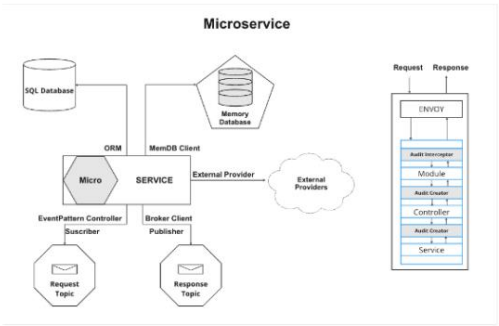 Microservice
SQL Database
Memory
Database
ORM
MemDB Client
Micro
SERVICE
External Provider
External
Providers
EventPattern Controller
Suscriber
Broker Client
Publisher
Request
Topic
Response
Topic
Request
Response
ENVOY
Audit Interceptor
Module
Audit Creator
Controller
Audit Creator
Service